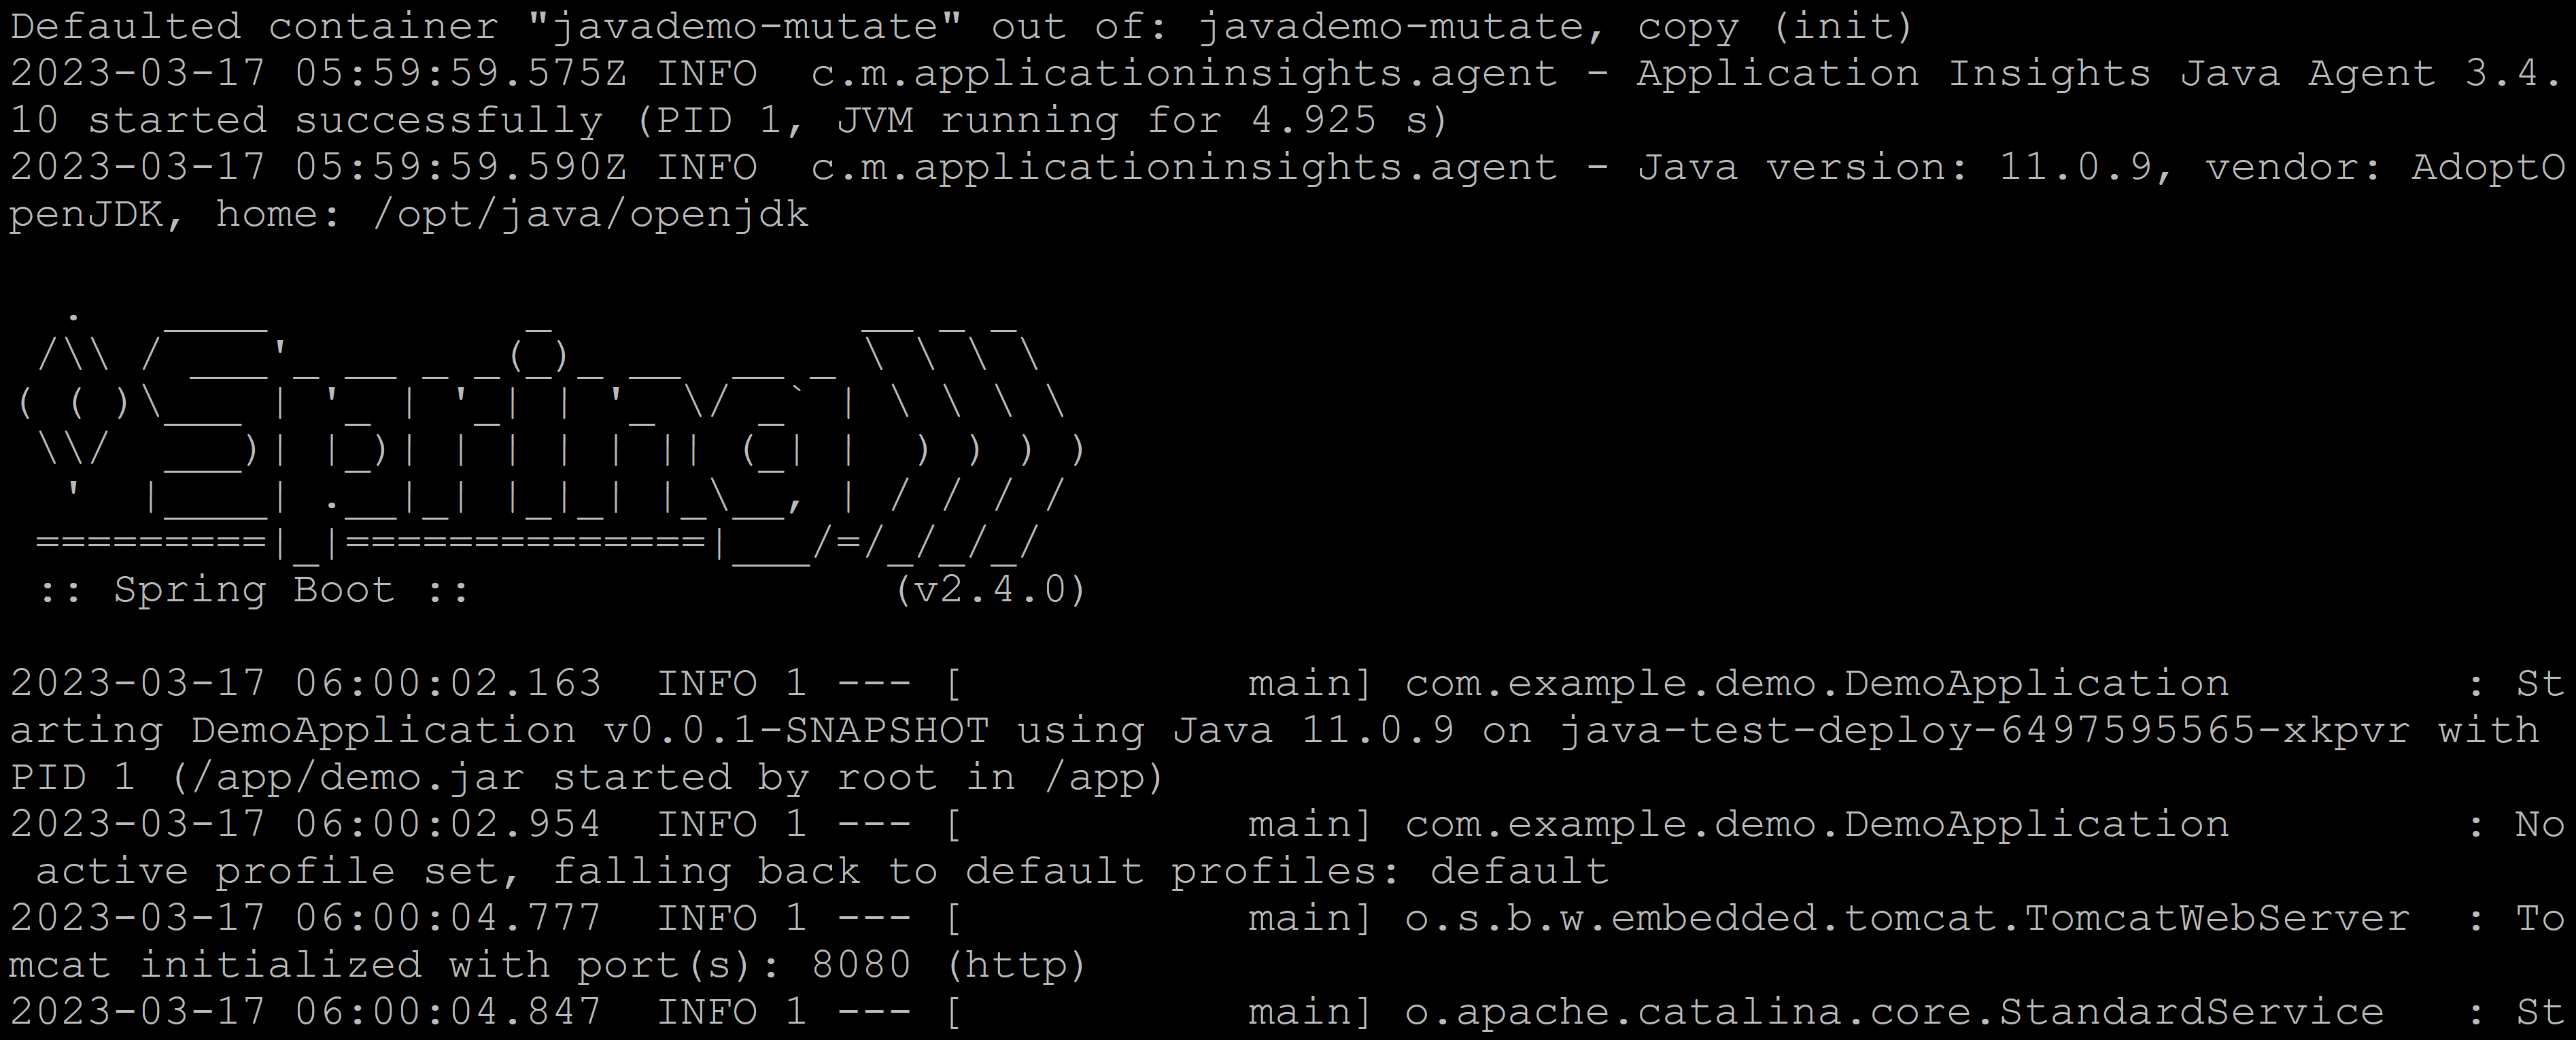 Defaulted container "javademo-mutate" out of: javademo-mutate, copy (init)
2023-03-17 05:59:59.575Z INFO  c.m.applicationinsights.agent - Application Insights Java Agent 3.4.
10 started successfully (PID 1, JVM running for 4.925 s)
2023-03-17 05:59:59.590Z INFO  c.m.applicationinsights.agent - Java version: 11.0.9, vendor: AdoptO
penJDK, home: /opt/java/openjdk

  .   ____          _            __ _ _
 /\\ / ___'_ __ _ _(_)_ __  __ _ \ \ \ \
( ( )\___ | '_ | '_| | '_ \/ _` | \ \ \ \
 \\/  ___)| |_)| | | | | || (_| |  ) ) ) )
  '  |____| .__|_| |_|_| |_\__, | / / / /
 =========|_|==============|___/=/_/_/_/
 :: Spring Boot ::                (v2.4.0)

2023-03-17 06:00:02.163  INFO 1 --- [           main] com.example.demo.DemoApplication         : St
arting DemoApplication v0.0.1-SNAPSHOT using Java 11.0.9 on java-test-deploy-6497595565-xkpvr with
PID 1 (/app/demo.jar started by root in /app)
2023-03-17 06:00:02.954  INFO 1 --- [           main] com.example.demo.DemoApplication         : No
 active profile set, falling back to default profiles: default
2023-03-17 06:00:04.777  INFO 1 --- [           main] o.s.b.w.embedded.tomcat.TomcatWebServer  : To
mcat initialized with port(s): 8080 (http)
2023-03-17 06:00:04.847  INFO 1 --- [           main] o.apache.catalina.core.StandardService   : St